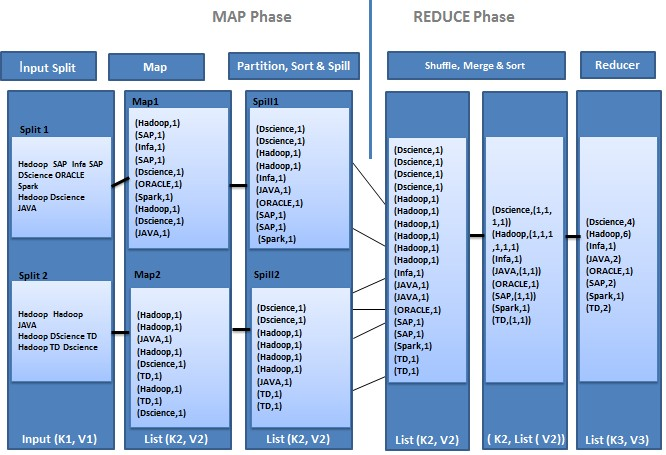 MAP Phase
REDUCE Phase
İnput Split
Map
Partition, Sort & Spill
Shuffle, Merge & Sort
Reducer
Split 1
Hadoop SAP Infa SAP
DScience ORACLE
Spark
Hadoop Dscience
JAVA
Split 2
Hadoop Hadoop
JAVA
Hadoop DScience TD
Hadoop TD Dscience
Input (K1, V1)
Map1
(Hadoop,1)
(SAP,1)
(Infa,1)
(SAP,1)
(Dscience,1)
(ORACLE,1)
(Spark,1)
(Hadoop,1)
(Dscience,1)
(JAVA,1)
Map2
(Hadoop,1)
(Hadoop,1)
(JAVA,1)
(Hadoop,1)
(Dscience,1)
(TD,1)
(Hadoop,1)
(TD,1)
(Dscience,1)
List (K2, V2)
Spill1
(Dscience,1)
(Dscience,1)
(Hadoop,1)
(Hadoop,1)
(Infa,1)
(JAVA,1)
(ORACLE,1)
(SAP,1)
(SAP,1)
(Spark,1)
Spill2
(Dscience,1)
(Dscience,1)
(Hadoop,1)
(Hadoop,1)
(Hadoop,1)
(Hadoop,1)
(JAVA,1)
(TD,1)
(TD,1)
List (K2, V2)
(Dscience,1)
(Dscience,1)
(Dscience,1)
(Dscience,1)
(Hadoop,1)
(Hadoop,1)
(Hadoop,1)
(Hadoop,1)
(Hadoop,1)
(Hadoop,1)
(Infa,1)
(JAVA,1)
(JAVA,1)
(ORACLE,1)
(SAP,1)
(SAP,1)
(Spark,1)
(TD,1)
(TD,1)
List (K2, V2)
(Dscience,(1,1,
1,1))
(Hadoop,(1,1,1
,1,1,1)
(Infa,1)
(JAVA,(1,1))
(ORACLE,1)
(SAP,(1,1))
(Spark,1)
(TD,(1,1))
( K2, List ( V2))
(Dscience,4)
(Hadoop,6)
(Infa,1)
(JAVA,2)
(ORACLE,1)
(SAP,2)
(Spark,1)
(TD,2)
List (K3, V3)